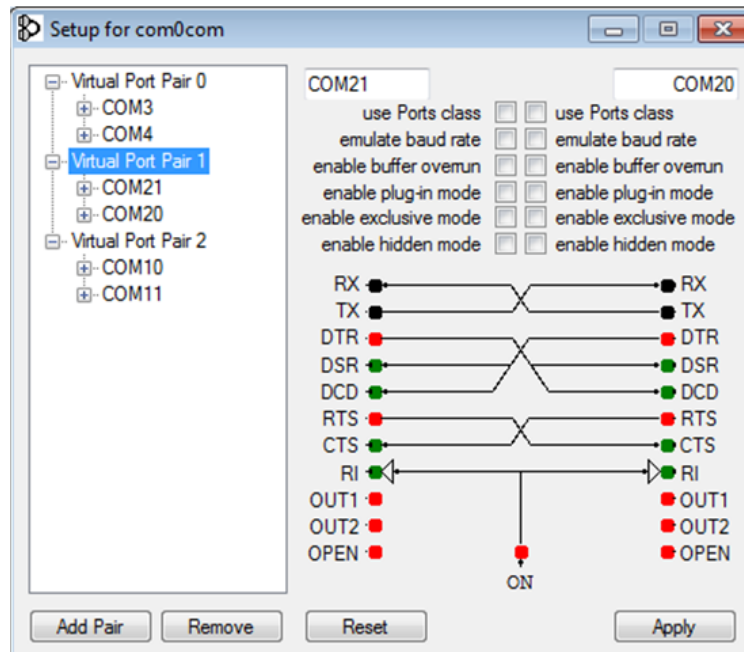 Setup for com0com
Virtual Port Pair 0
COM3
COM4
Virtual Port Pair 1
COM21
COM20
Virtual Port Pair 2
COM10
COM11
COM21 COM20
use Ports class use Ports class
emulate baud rate emulate baud rate
enable buffer overrun enable buffer overrun
enable plug-in mode enable plug-in mode
enable exclusive mode enable exclusive mode
enable hidden mode enable hidden mode
RX RX
TX TX
DTR DTR
DSR DSR
DCD DCD
RTS RTS
CTS CTS
RI RI
OUT1 OUT1
OUT2 OUT2
OPEN OPEN
ON
Add Pair Remove Reset Apply